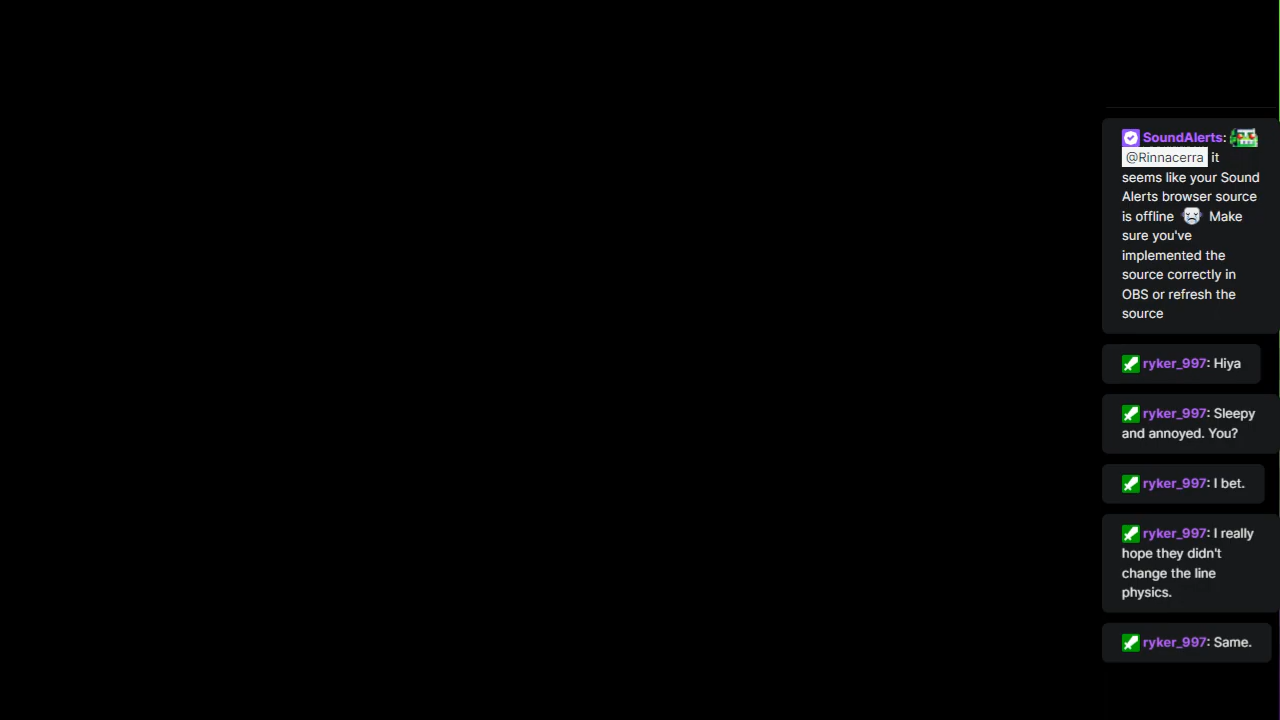 SoundAlerts:
@Rinnacerra it
seems like your Sound
Alerts browser source
is offline Make
sure you've
implemented the
source correctly in
OBS or refresh the
source
ryker_997: Hiya
ryker_997: Sleepy
and annoyed. You?
ryker_997: I bet.
ryker_997: I really
hope they didn't
change the line
physics.
ryker_997: Same.